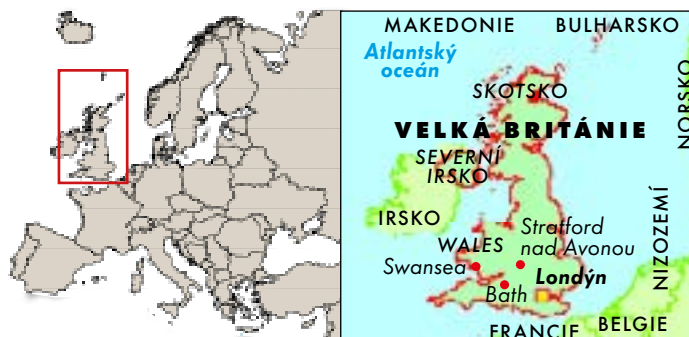 MAKEDONIE
BULHARSKO
Atlantský
oceán
NORSKO
SKOTSKO
VELKÁ BRITÁNIE
SEVERNÍ
IRSKO
IRSKO
NIZOZEMÍ
WALES
Strafford
nad Avonou
Swansea
Londýn
Bath
FRANCIE
BELGIE